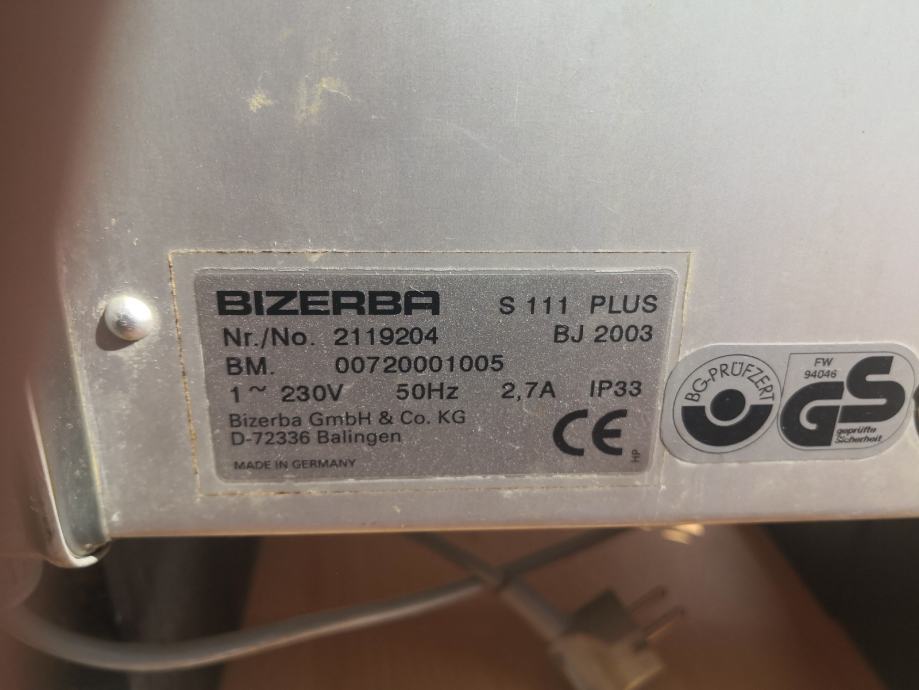 BIZERBA S 111 PLUS
Nr./No. 2119204 BJ 2003
BM. 00720001005
1 ~ 230V 50Hz 2,7A IP33
Bizerba GmbH & Co. KG
D-72336 Balingen
CE
MADE IN GERMANY
HP
BG-PRÜFZERT
FW
94046
GS
geprüfte
Sicherheit